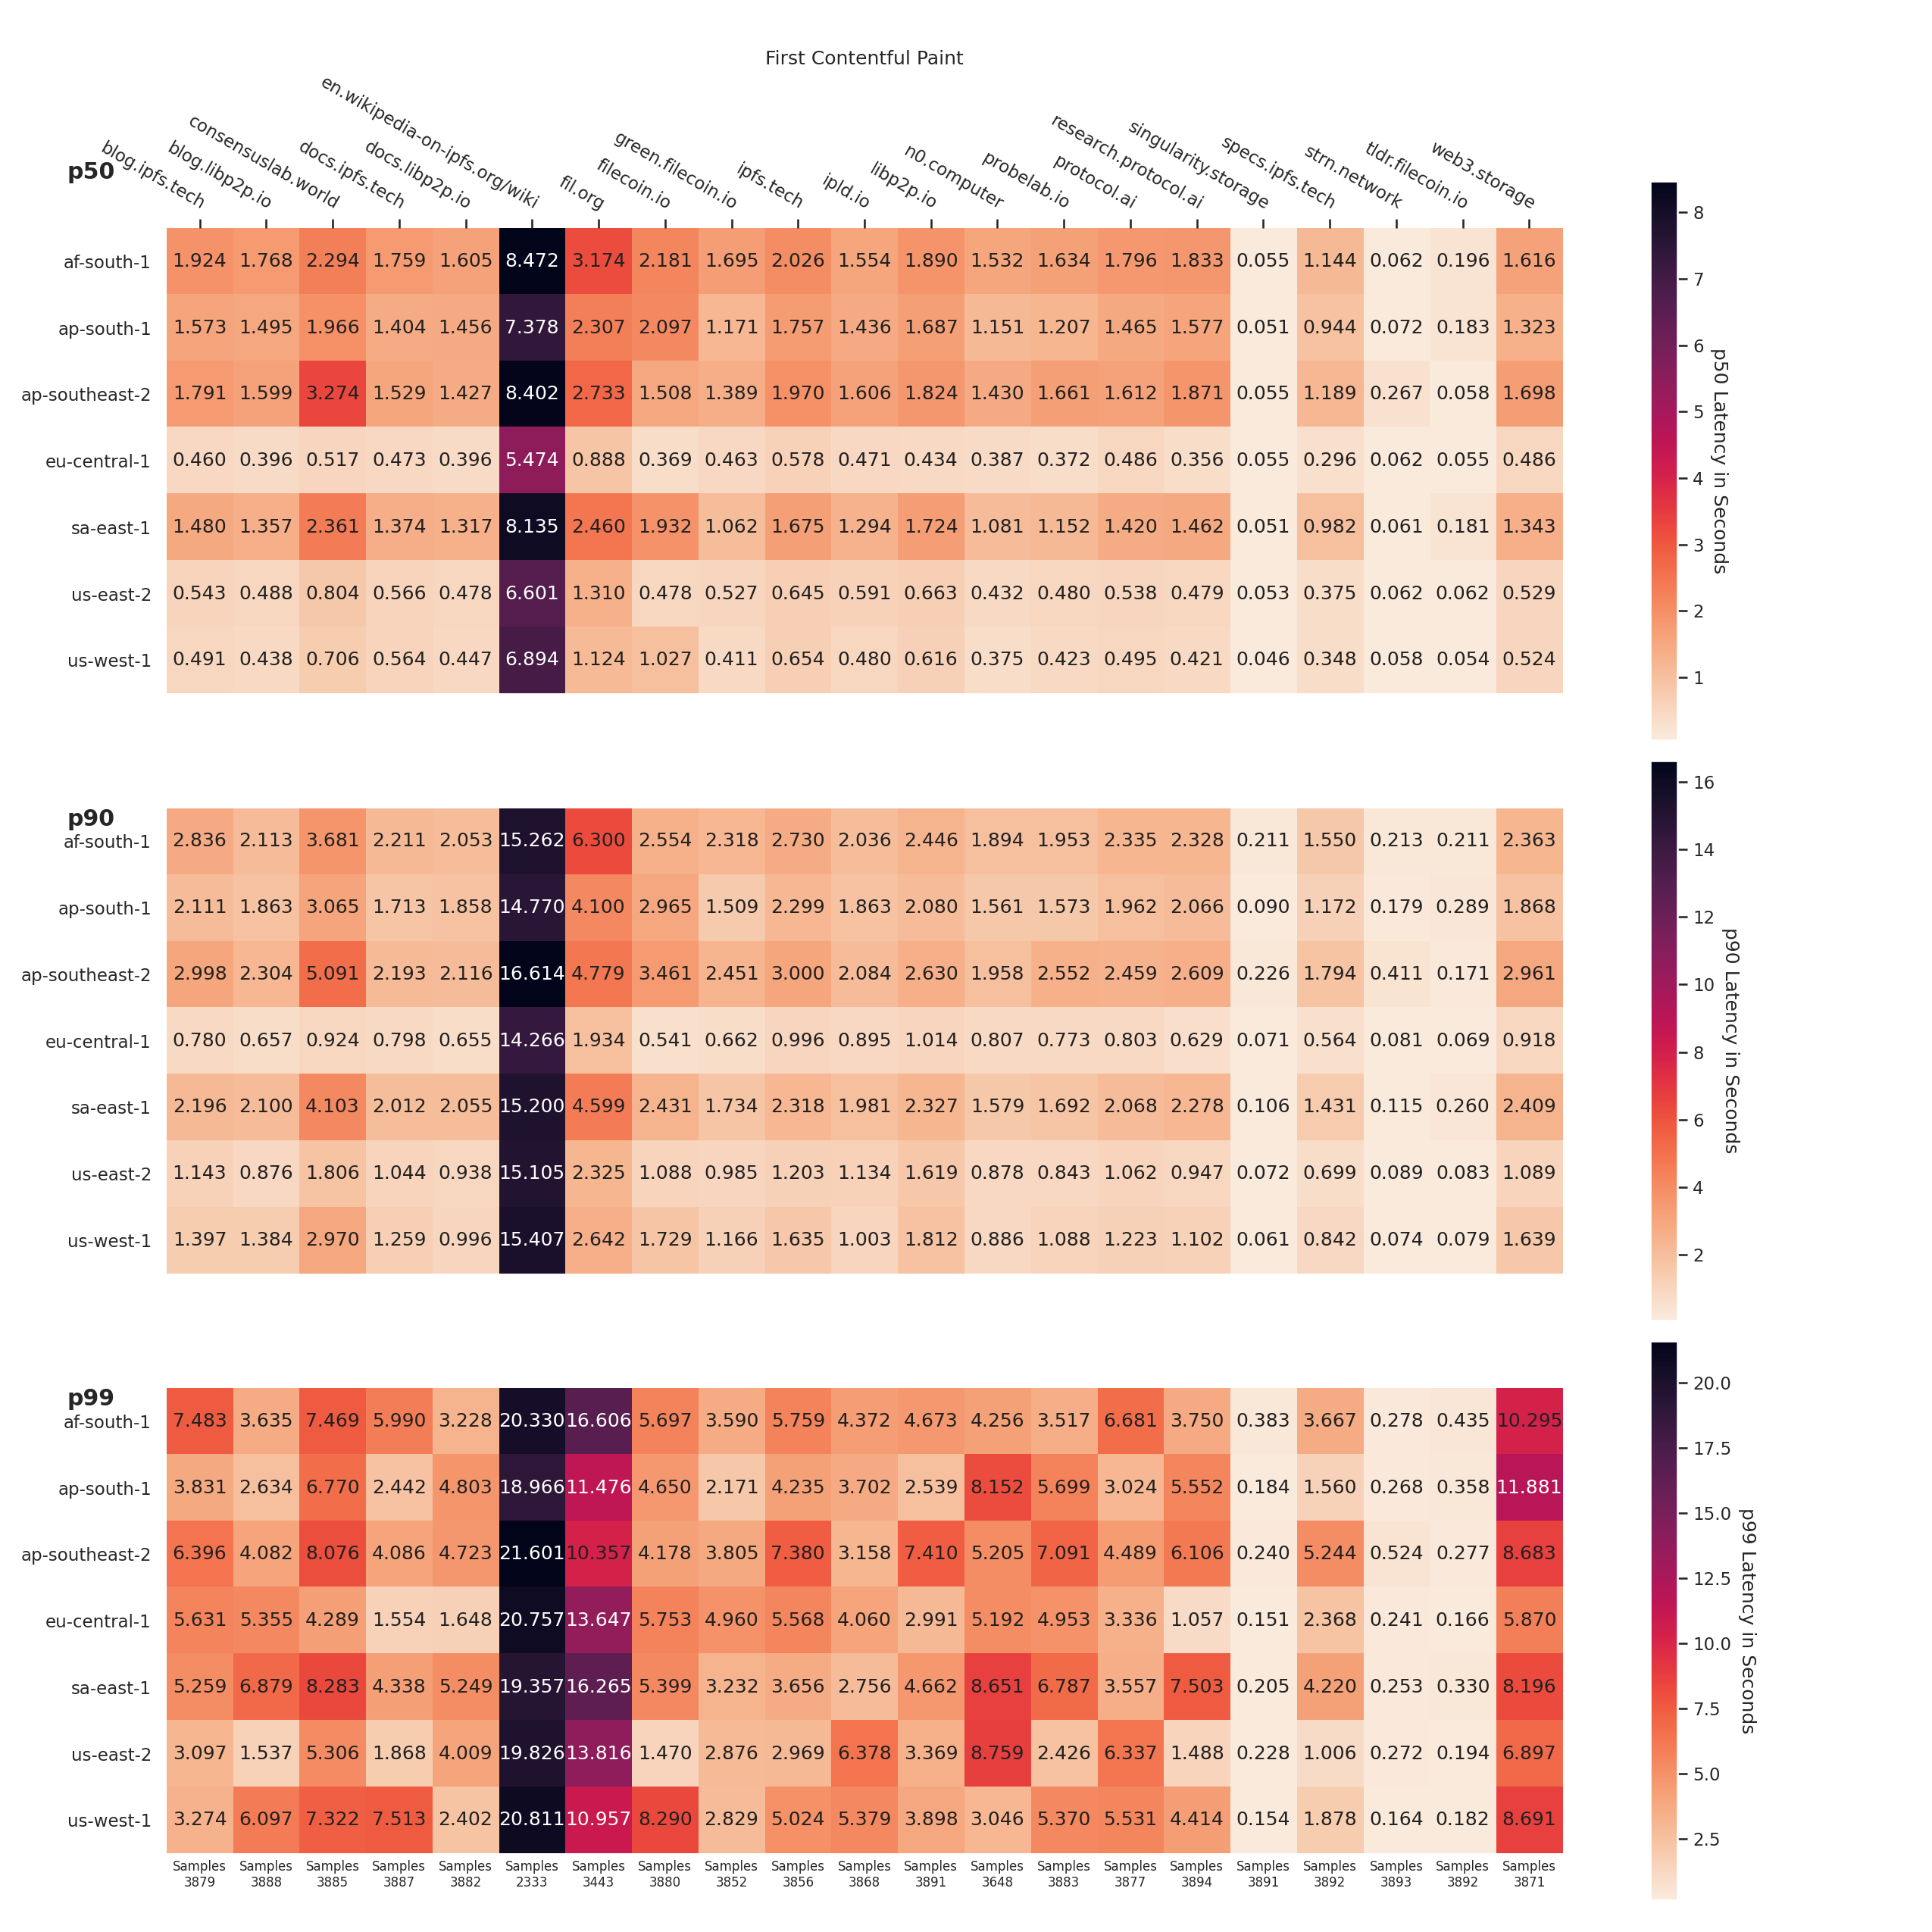 First Contentful Paint
p50
blog.ipfs.tech
blog.libp2p.io
consensuslab.world
docs.ipfs.tech
docs.libp2p.io
en.wikipedia-on-ipfs.org/wiki
fil.org
filecoin.io
green.filecoin.io
ipfs.tech
ipld.io
libp2p.io
n0.computer
probelab.io
protocol.ai
research.protocol.ai
singularity.storage
specs.ipfs.tech
strn.network
tldr.filecoin.io
web3.storage
af-south-1 1.924 1.768 2.294 1.759 1.605 8.472 3.174 2.181 1.695 2.026 1.554 1.890 1.532 1.634 1.796 1.833 0.055 1.144 0.062 0.196 1.616
ap-south-1 1.573 1.495 1.966 1.404 1.456 7.378 2.307 2.097 1.171 1.757 1.436 1.687 1.151 1.207 1.465 1.577 0.051 0.944 0.072 0.183 1.323
ap-southeast-2 1.791 1.599 3.274 1.529 1.427 8.402 2.733 1.508 1.389 1.970 1.606 1.824 1.430 1.661 1.612 1.871 0.055 1.189 0.267 0.058 1.698
eu-central-1 0.460 0.396 0.517 0.473 0.396 5.474 0.888 0.369 0.463 0.578 0.471 0.434 0.387 0.372 0.486 0.356 0.055 0.296 0.062 0.055 0.486
sa-east-1 1.480 1.357 2.361 1.374 1.317 8.135 2.460 1.932 1.062 1.675 1.294 1.724 1.081 1.152 1.420 1.462 0.051 0.982 0.061 0.181 1.343
us-east-2 0.543 0.488 0.804 0.566 0.478 6.601 1.310 0.478 0.527 0.645 0.591 0.663 0.432 0.480 0.538 0.479 0.053 0.375 0.062 0.062 0.529
us-west-1 0.491 0.438 0.706 0.564 0.447 6.894 1.124 1.027 0.411 0.654 0.480 0.616 0.375 0.423 0.495 0.421 0.046 0.348 0.058 0.054 0.524
8
7
6
5
4
3
2
1
p50 Latency in Seconds
p90
af-south-1 2.836 2.113 3.681 2.211 2.053 15.262 6.300 2.554 2.318 2.730 2.036 2.446 1.894 1.953 2.335 2.328 0.211 1.550 0.213 0.211 2.363
ap-south-1 2.111 1.863 3.065 1.713 1.858 14.770 4.100 2.965 1.509 2.299 1.863 2.080 1.561 1.573 1.962 2.066 0.090 1.172 0.179 0.289 1.868
ap-southeast-2 2.998 2.304 5.091 2.193 2.116 16.614 4.779 3.461 2.451 3.000 2.084 2.630 1.958 2.552 2.459 2.609 0.226 1.794 0.411 0.171 2.961
eu-central-1 0.780 0.657 0.924 0.798 0.655 14.266 1.934 0.541 0.662 0.996 0.895 1.014 0.807 0.773 0.803 0.629 0.071 0.564 0.081 0.069 0.918
sa-east-1 2.196 2.100 4.103 2.012 2.055 15.200 4.599 2.431 1.734 2.318 1.981 2.327 1.579 1.692 2.068 2.278 0.106 1.431 0.115 0.260 2.409
us-east-2 1.143 0.876 1.806 1.044 0.938 15.105 2.325 1.088 0.985 1.203 1.134 1.619 0.878 0.843 1.062 0.947 0.072 0.699 0.089 0.083 1.089
us-west-1 1.397 1.384 2.970 1.259 0.996 15.407 2.642 1.729 1.166 1.635 1.003 1.812 0.886 1.088 1.223 1.102 0.061 0.842 0.074 0.079 1.639
16
14
12
10
8
6
4
2
p90 Latency in Seconds
p99
af-south-1 7.483 3.635 7.469 5.990 3.228 20.330 16.606 5.697 3.590 5.759 4.372 4.673 4.256 3.517 6.681 3.750 0.383 3.667 0.278 0.435 10.295
ap-south-1 3.831 2.634 6.770 2.442 4.803 18.966 11.476 4.650 2.171 4.235 3.702 2.539 8.152 5.699 3.024 5.552 0.184 1.560 0.268 0.358 11.881
ap-southeast-2 6.396 4.082 8.076 4.086 4.723 21.601 10.357 4.178 3.805 7.380 3.158 7.410 5.205 7.091 4.489 6.106 0.240 5.244 0.524 0.277 8.683
eu-central-1 5.631 5.355 4.289 1.554 1.648 20.757 13.647 5.753 4.960 5.568 4.060 2.991 5.192 4.953 3.336 1.057 0.151 2.368 0.241 0.166 5.870
sa-east-1 5.259 6.879 8.283 4.338 5.249 19.357 16.265 5.399 3.232 3.656 2.756 4.662 8.651 6.787 3.557 7.503 0.205 4.220 0.253 0.330 8.196
us-east-2 3.097 1.537 5.306 1.868 4.009 19.826 13.816 1.470 2.876 2.969 6.378 3.369 8.759 2.426 6.337 1.488 0.228 1.006 0.272 0.194 6.897
us-west-1 3.274 6.097 7.322 7.513 2.402 20.811 10.957 8.290 2.829 5.024 5.379 3.898 3.046 5.370 5.531 4.414 0.154 1.878 0.164 0.182 8.691
Samples Samples Samples Samples Samples Samples Samples Samples Samples Samples Samples Samples Samples Samples Samples Samples Samples Samples Samples Samples Samples
3879 3888 3885 3887 3882 2333 3443 3880 3852 3856 3868 3891 3648 3883 3877 3894 3891 3892 3893 3892 3871
20.0
17.5
15.0
12.5
10.0
7.5
5.0
2.5
p999 Latency in Seconds